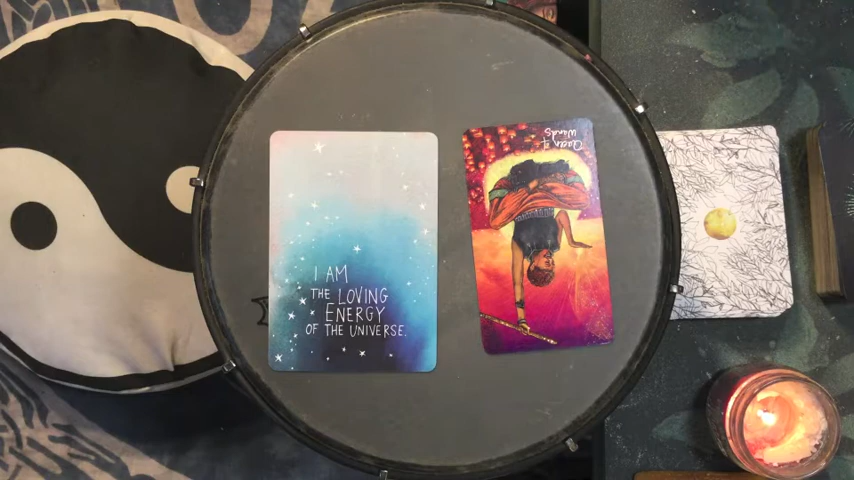 I AM
THE LOVING
ENERGY
OF THE UNIVERSE.
Queen of
Wands